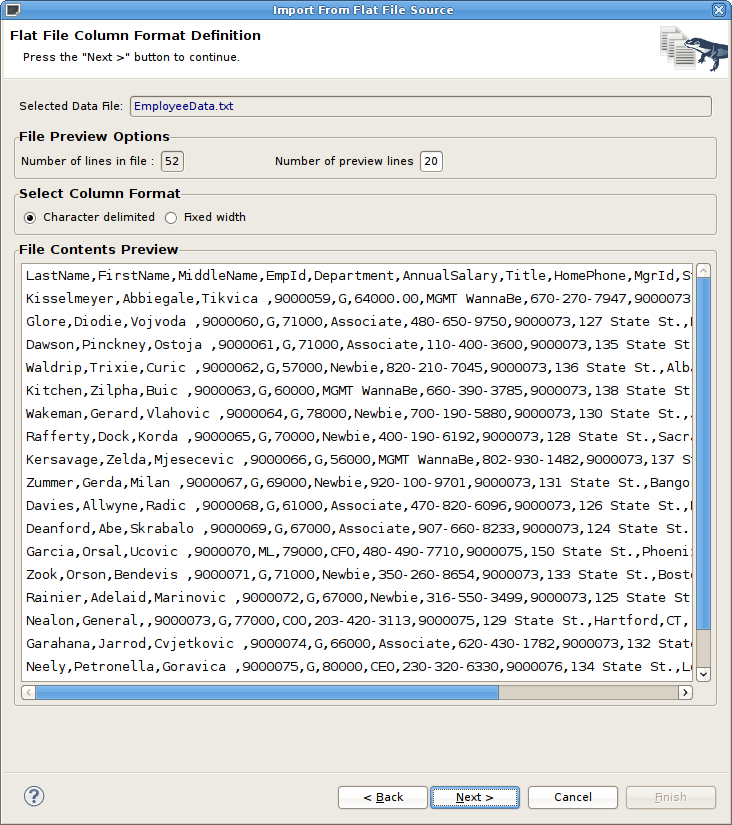 Import From Flat File Source
Flat File Column Format Definition
Press the "Next >" button to continue.
Selected Data File: EmployeeData.txt
File Preview Options
Number of lines in file : 52 Number of preview lines 20
Select Column Format
Character delimited Fixed width
File Contents Preview
LastName,FirstName,MiddleName,EmpId,Department,AnnualSalary,Title,HomePhone,MgrId,S
Kisselmeyer,Abbiegale,Tikvica ,9000059,G,64000.00,MGMT WannaBe,670-270-7947,9000073
Glore,Diodie,Vojvoda ,9000060,G,71000,Associate,480-650-9750,9000073,127 State St.,
Dawson,Pinckney,Ostoja ,9000061,G,71000,Associate,110-400-3600,9000073,135 State St
Waldrip,Trixie,Curic ,9000062,G,57000,Newbie,820-210-7045,9000073,136 State St.,Alba
Kitchen,Zilpha,Buic ,9000063,G,60000,MGMT WannaBe,660-390-3785,9000073,138 State St
Wakeman,Gerard,Vlahovic ,9000064,G,78000,Newbie,700-190-5880,9000073,130 State St.,
Rafferty,Dock,Korda ,9000065,G,70000,Newbie,400-190-6192,9000073,128 State St.,Sacra
Kersavage,Zelda,Mjesecevic ,9000066,G,56000,MGMT WannaBe,802-930-1482,9000073,137 S
Zummer,Gerda,Milan ,9000067,G,69000,Newbie,920-100-9701,9000073,131 State St.,Bango
Davies,Allwyne,Radic ,9000068,G,61000,Associate,470-820-6096,9000073,126 State St.,
Deanford,Abe,Skrabalo ,9000069,G,67000,Associate,907-660-8233,9000073,124 State St.
Garcia,Orsal,Ucovic ,9000070,ML,79000,CFO,480-490-7710,9000075,150 State St.,Phoeni
Zook,Orson,Bendevis ,9000071,G,71000,Newbie,350-260-8654,9000073,133 State St.,Bost
Rainier,Adelaid,Marinovic ,9000072,G,67000,Newbie,316-550-3499,9000073,125 State St
Nealon,General,,9000073,G,77000,COO,203-420-3113,9000075,129 State St.,Hartford,CT,
Garahana,Jarrod,Cvjetkovic ,9000074,G,66000,Associate,620-430-1782,9000073,132 State
Neely,Petronella,Goravica ,9000075,G,80000,CEO,230-320-6330,9000076,134 State St.,L
< Back Next > Cancel Finish